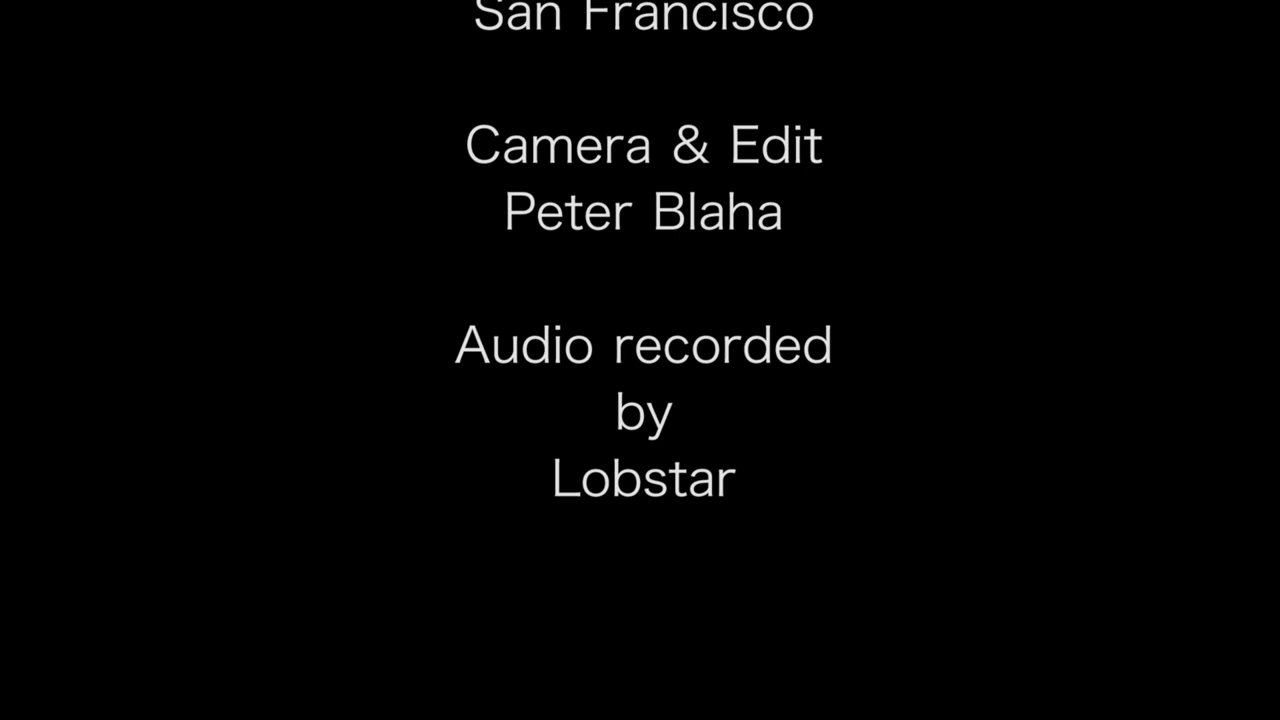 San Francisco
Camera & Edit
Peter Blaha
Audio recorded
by
Lobstar